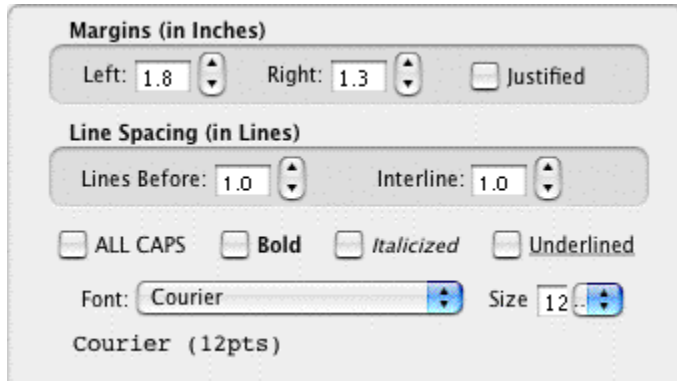 Margins (in Inches)
Left: 1.8 Right: 1.3 Justified
Line Spacing (in Lines)
Lines Before: 1.0 Interline: 1.0
ALL CAPS Bold Italicized Underlined
Font: Courier Size 12 ..
Courier (12pts)